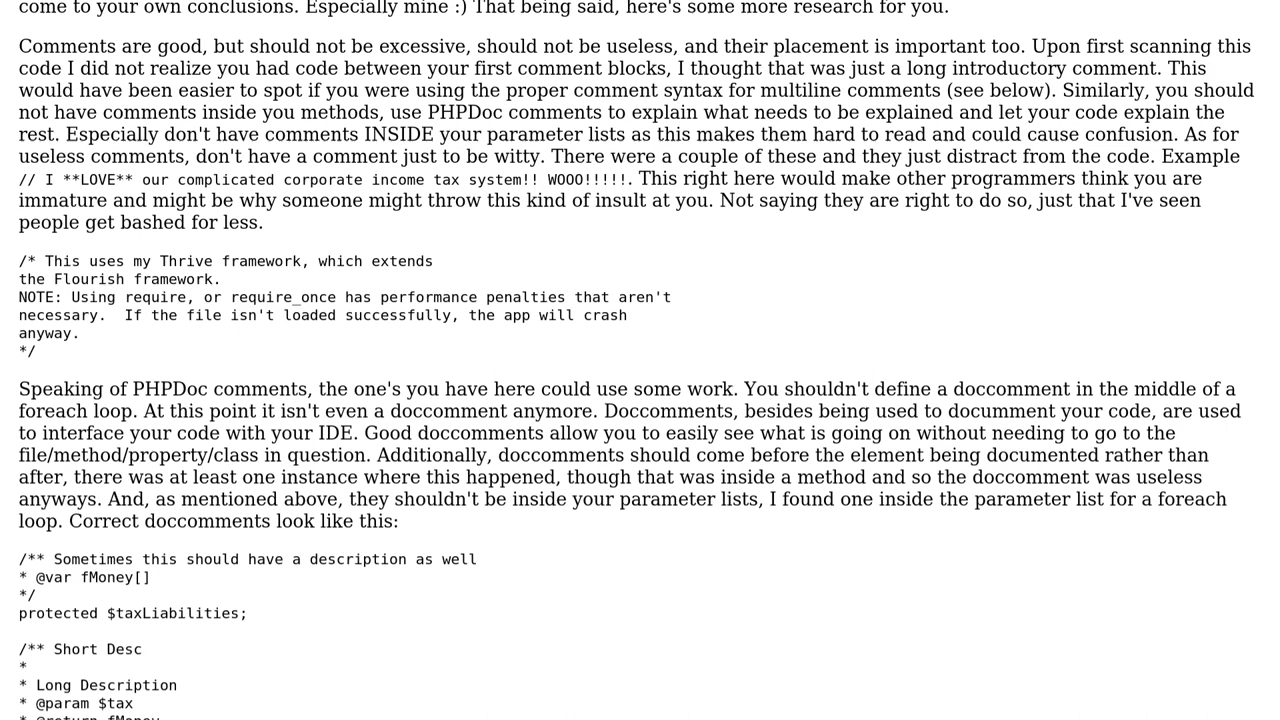 come to your own conclusions. Especially mine :) That being said, here's some more research for you.
Comments are good, but should not be excessive, should not be useless, and their placement is important too. Upon first scanning this
code I did not realize you had code between your first comment blocks, I thought that was just a long introductory comment. This
would have been easier to spot if you were using the proper comment syntax for multiline comments (see below). Similarly, you should
not have comments inside you methods, use PHPDoc comments to explain what needs to be explained and let your code explain the
rest. Especially don't have comments INSIDE your parameter lists as this makes them hard to read and could cause confusion. As for
useless comments, don't have a comment just to be witty. There were a couple of these and they just distract from the code. Example
// I **LOVE** our complicated corporate income tax system!! WOOO!!!!!. This right here would make other programmers think you are
immature and might be why someone might throw this kind of insult at you. Not saying they are right to do so, just that I've seen
people get bashed for less.
/* This uses my Thrive framework, which extends
the Flourish framework.
NOTE: Using require, or require_once has performance penalties that aren't
necessary.  If the file isn't loaded successfully, the app will crash
anyway.
*/
Speaking of PHPDoc comments, the one's you have here could use some work. You shouldn't define a doccomment in the middle of a
foreach loop. At this point it isn't even a doccomment anymore. Doccomments, besides being used to documment your code, are used
to interface your code with your IDE. Good doccomments allow you to easily see what is going on without needing to go to the
file/method/property/class in question. Additionally, doccomments should come before the element being documented rather than
after, there was at least one instance where this happened, though that was inside a method and so the doccomment was useless
anyways. And, as mentioned above, they shouldn't be inside your parameter lists, I found one inside the parameter list for a foreach
loop. Correct doccomments look like this:
/** Sometimes this should have a description as well
* @var fMoney[]
*/
protected $taxLiabilities;
/** Short Desc
*
* Long Description
* @param $tax
* @return fMoney